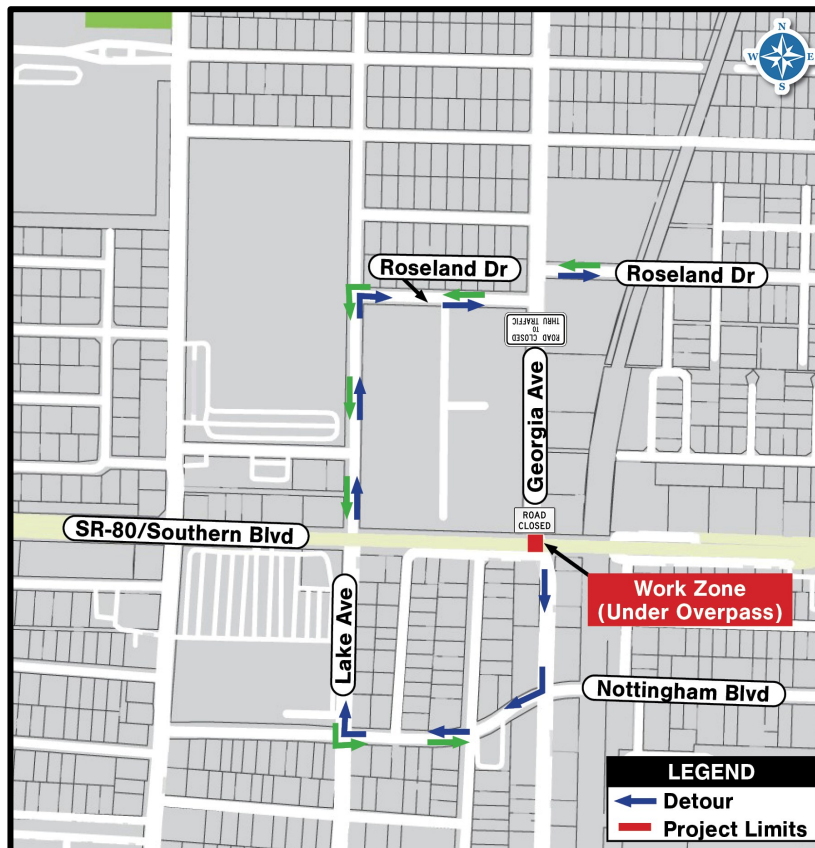 N
W E
S
Roseland Dr
Roseland Dr
ROAD CLOSED
TO
THRU TRAFFIC
Georgia Ave
ROAD
CLOSED
SR-80/Southern Blvd
Work Zone
(Under Overpass)
Lake Ave
Nottingham Blvd
LEGEND
Detour
Project Limits